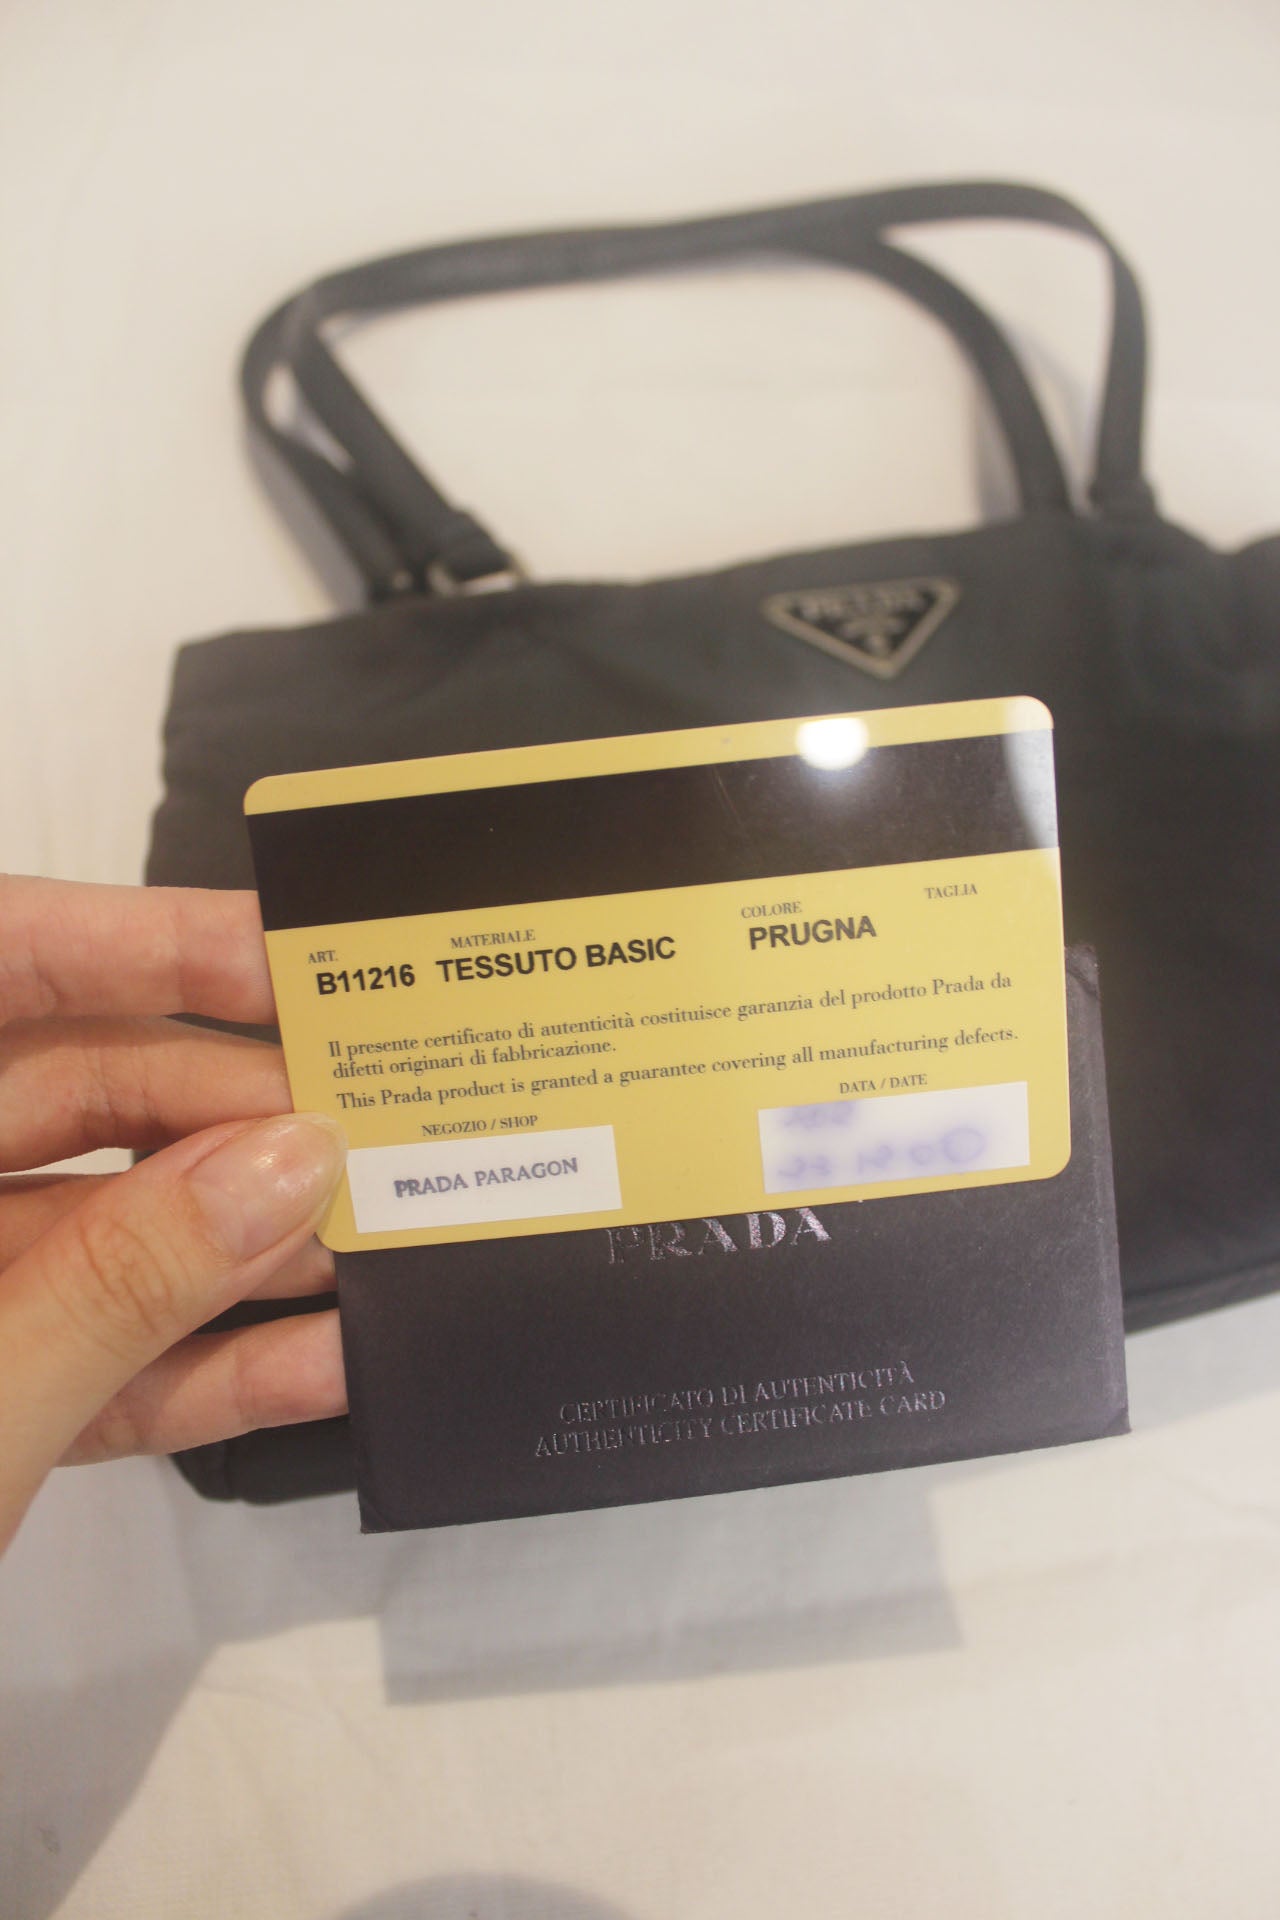 PRADA
TAGLIA
COLORE
PRUGNA
MATERIALE
TESSUTO BASIC
ART.
B11216
Il presente certificato di autenticità costituisce garanzia del prodotto Prada da
difetti originari di fabbricazione.
This Prada product is granted a guarantee covering all manufacturing defects.
NEGOZIO / SHOP
DATA / DATE
PRADA PARAGON
PRADA
CERTIFICATO DI AUTENTICITÀ
AUTHENTICITY CERTIFICATE CARD